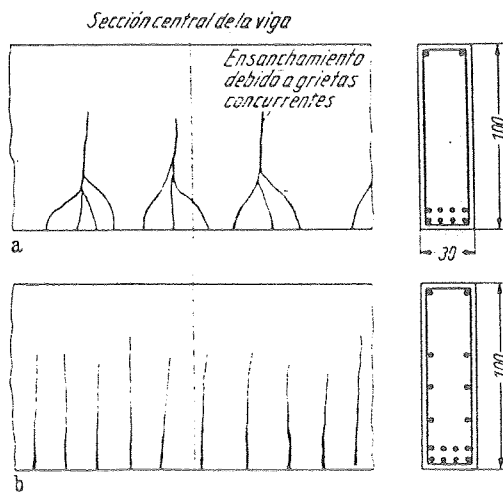 Sección central de la viga
Ensanchamiento
debido a grietas
concurrentes
100
a
30
100
b